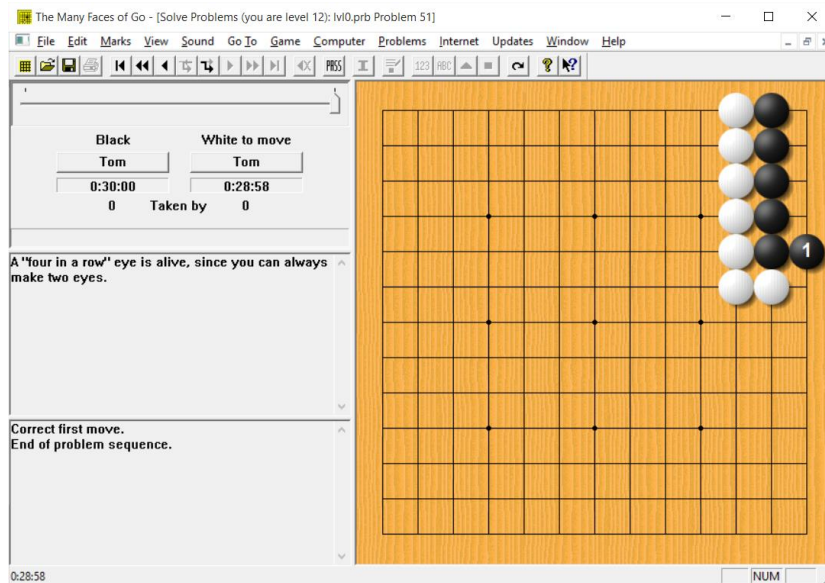 The Many Faces of Go - [Solve Problems (you are level 12): lvl0.prb Problem 51]
File Edit Marks View Sound Go To Game Computer Problems Internet Updates Window Help
PASS 123 ABC
Black White to move
Tom Tom
0:30:00 0:28:58
0 Taken by 0
A "four in a row" eye is alive, since you can always
make two eyes.
1
Correct first move.
End of problem sequence.
0:28:58 NUM